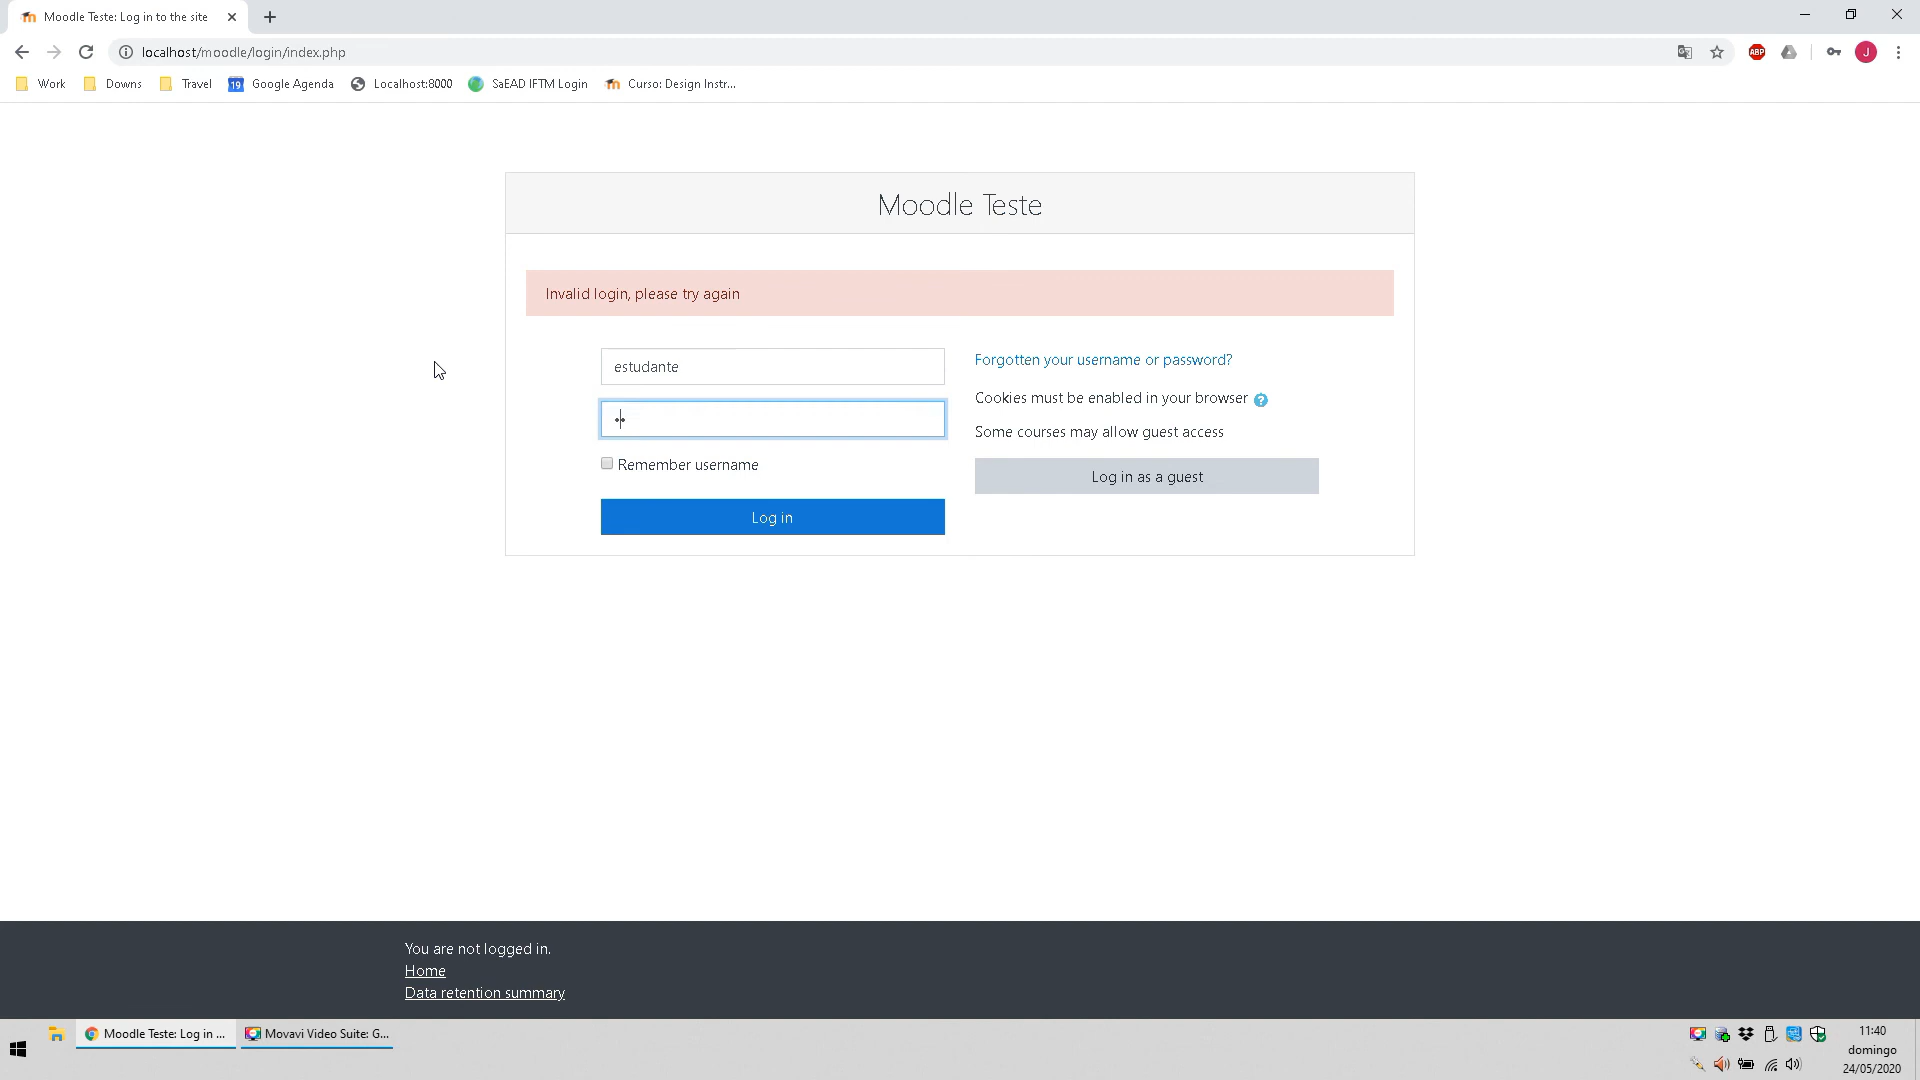 Moodle Teste: Log in to the site
localhost/moodle/login/index.php
ABP
J
Work
Downs
Travel
19
Google Agenda
Localhost:8000
SaEAD IFTM Login
Curso: Design Instr...
Moodle Teste
Invalid login, please try again
estudante
Forgotten your username or password?
Cookies must be enabled in your browser
?
Some courses may allow guest access
Remember username
Log in as a guest
Log in
You are not logged in.
Home
Data retention summary
Moodle Teste: Log in ...
Movavi Video Suite: G...
11:40
domingo
24/05/2020